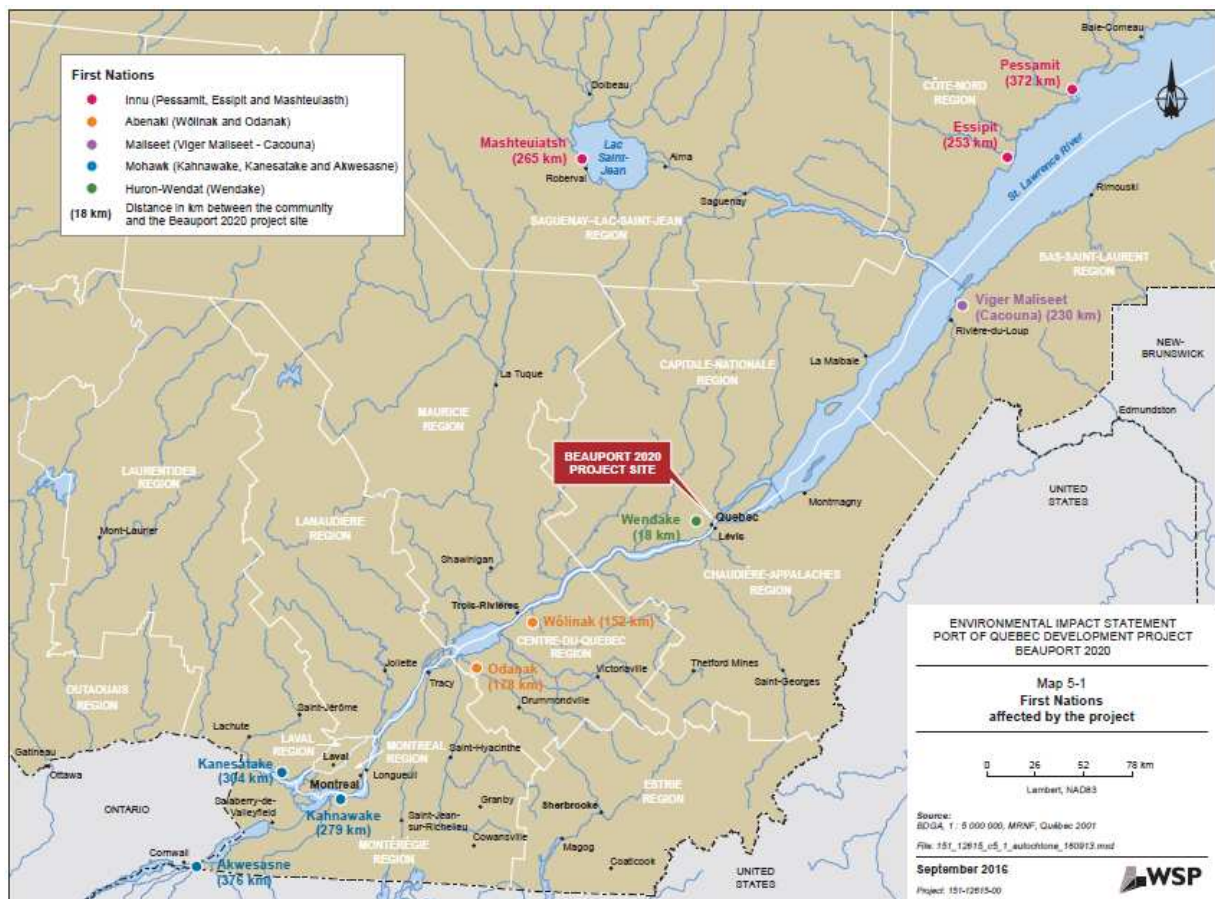 First Nations
Innu (Pessamit, Essipit and Mashteuiasth)
Abenaki (Wôlinak and Odanak)
Maliseet (Viger Maliseet - Cacouna)
Mohawk (Kahnawake, Kanesatake and Akwesasne)
Huron-Wendat (Wendake)
(18 km) Distance in km between the community
and the Beauport 2020 project site
Baie-Comeau
Pessamit
(372 km)
CÔTE-NORD
REGION
Essipit
(253 km)
Dolbeau
Mashteuiatsh
(265 km)
Lac
Saint-
Jean
Roberval
Alma
Saguenay
St. Lawrence River
Rimouski
SAGUENAY–LAC-SAINT-JEAN
REGION
BAS-SAINT-LAURENT
REGION
Viger Maliseet
(Cacouna) (230 km)
Rivière-du-Loup
NEW-
BRUNSWICK
La Malbaie
CAPITALE-NATIONALE
REGION
La Tuque
MAURICIE
REGION
Edmundston
BEAUPORT 2020
PROJECT SITE
LAURENTIDES
REGION
UNITED
STATES
Montmagny
LANAUDIÈRE
REGION
Wendake
(18 km)
Quebec
Lévis
Mont-Laurier
Shawinigan
CHAUDIÈRE-APPALACHES
REGION
Trois-Rivières
Wôlinak (152 km)
CENTRE-DU-QUÉBEC
REGION
Joliette
Odanak
(178 km)
Victoriaville
Thetford Mines
Saint-Georges
Tracy
Drummondville
OUTAOUAIS
REGION
Saint-Jérôme
Lachute
LAVAL
REGION
MONTREAL
REGION
Saint-Hyacinthe
Gatineau
Ottawa
Kanesatake
(304 km)
Laval
Longueuil
Montreal
ESTRIE
REGION
ONTARIO
Salaberry-de-
Valleyfield
Kahnawake
(279 km)
Granby
Sherbrooke
Saint-Jean-
sur-Richelieu
Cowansville
Magog
MONTÉRÉGIE
REGION
Cornwall
Akwesasne
(376 km)
Coaticook
UNITED
STATES
ENVIRONMENTAL IMPACT STATEMENT
PORT OF QUEBEC DEVELOPMENT PROJECT
BEAUPORT 2020
Map 5-1
First Nations
affected by the project
0 26 52 78 km
Lambert, NAD83
Source:
BDGA, 1 : 5 000 000, MRNF, Québec 2001
File: 151_12615_c5_1_autochtone_160913.mxd
September 2016
Project: 151-12615-00
WSP
N